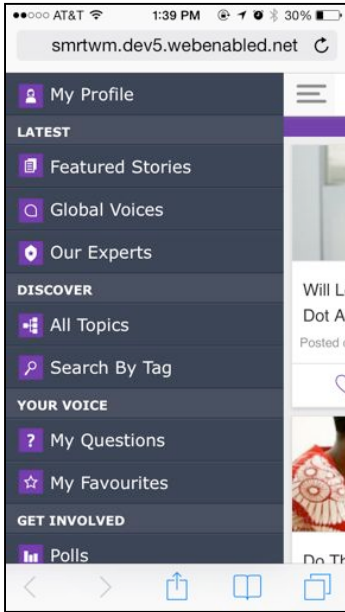 AT&T 1:39 PM 30%
smrtwm.dev5.webenabled.net
My Profile
LATEST
Featured Stories
Global Voices
Our Experts
DISCOVER
All Topics
Search By Tag
YOUR VOICE
? My Questions
My Favourites
GET INVOLVED
Polls
Will L
Dot A
Posted
Do Th